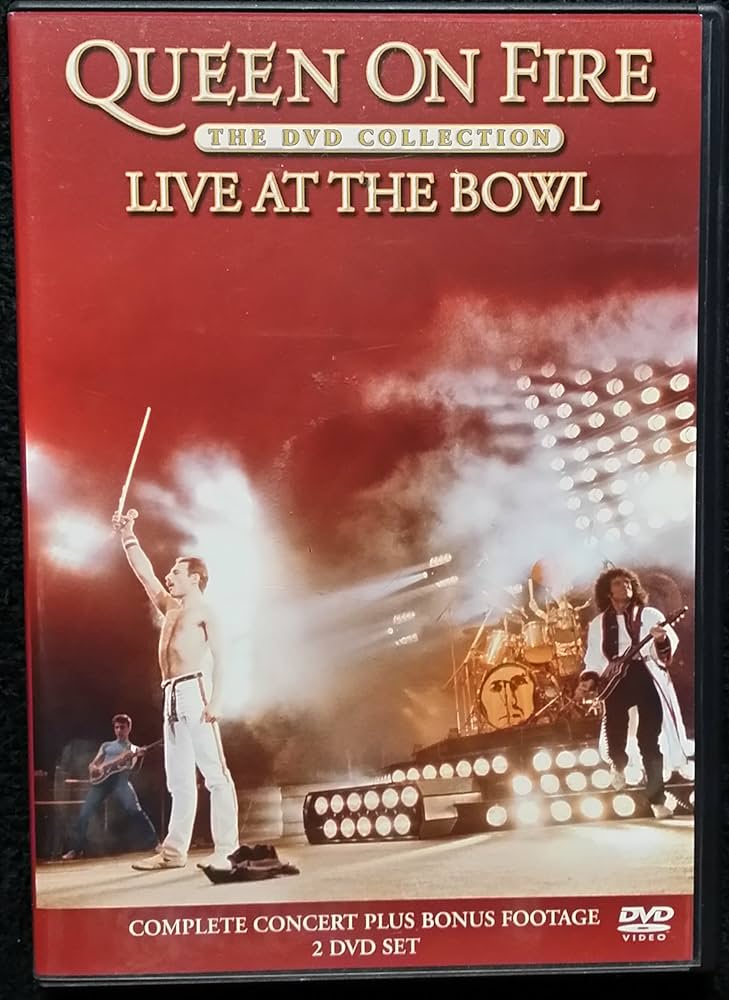 QUEEN ON FIRE
THE DVD COLLECTION
LIVE AT THE BOWL
COMPLETE CONCERT PLUS BONUS FOOTAGE
2 DVD SET
DVD
VIDEO